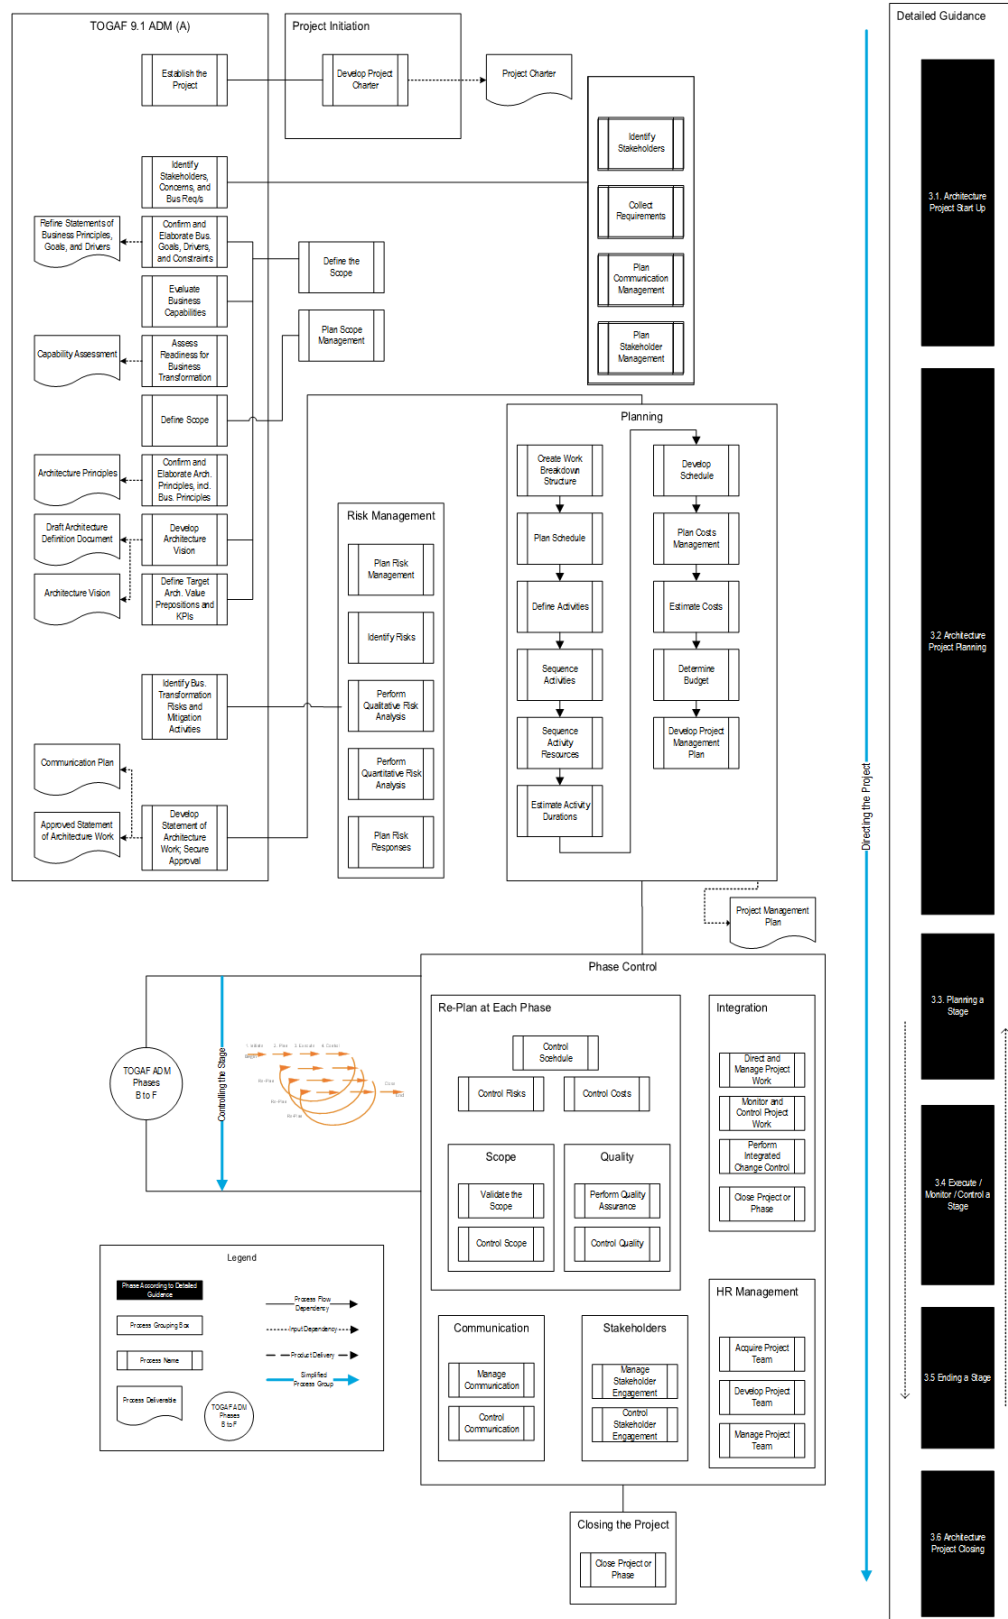 TOGAF 9.1 ADM (A)
Project Initiation
Detailed Guidance
Establish the
Project
Develop Project
Charter
Project Charter
Identify
Stakeholders,
Concerns, and
Bus Req/s
Identify
Stakeholders
Collect
Requirements
Plan
Communication
Management
Plan
Stakeholder
Management
Refine Statements of
Business Principles,
Goals, and Drivers
Confirm and
Elaborate Bus.
Goals, Drivers,
and Constraints
Define the
Scope
Evaluate
Business
Capabilities
Plan Scope
Management
Capability Assessment
Assess
Readiness for
Business
Transformation
Define Scope
Architecture Principles
Confirm and
Elaborate Arch.
Principles, incl.
Bus. Principles
Draft Architecture
Definition Document
Develop
Architecture
Vision
Architecture Vision
Define Target
Arch. Value
Prepositions and
KPIs
Identify Bus.
Transformation
Risks and
Mitigation
Activities
Communication Plan
Approved Statement
of Architecture Work
Develop
Statement of
Architecture
Work; Secure
Approval
Risk Management
Plan Risk
Management
Identify Risks
Perform
Qualitative Risk
Analysis
Perform
Quantitative Risk
Analysis
Plan Risk
Responses
Planning
Create Work
Breakdown
Structure
Plan Schedule
Define Activities
Sequence
Activities
Sequence
Activity
Resources
Estimate Activity
Durations
Develop
Schedule
Plan Costs
Management
Estimate Costs
Determine
Budget
Develop Project
Management
Plan
Project Management
Plan
Directing the Project
3.1. Architecture
Project Start Up
3.2 Architecture
Project Planning
3.3. Planning a
Stage
3.4 Execute /
Monitor / Control a
Stage
3.5 Ending a Stage
3.6 Architecture
Project Closing
TOGAF ADM
Phases
B to F
Controlling the Stage
Re-Plan
Re-Plan
Re-Plan
Close
End
Phase Control
Re-Plan at Each Phase
Control
Scehdule
Control Risks
Control Costs
Scope
Validate the
Scope
Control Scope
Quality
Perform Quality
Assurance
Control Quality
Integration
Direct and
Manage Project
Work
Monitor and
Control Project
Work
Perform
Integrated
Change Control
Close Project or
Phase
Communication
Manage
Communication
Control
Communication
Stakeholders
Manage
Stakeholder
Engagement
Control
Stakeholder
Engagement
HR Management
Acquire Project
Team
Develop Project
Team
Manage Project
Team
Closing the Project
Close Project or
Phase
Legend
Phase According to Detailed
Guidance
Process Grouping Box
Process Name
Process Deliverable
TOGAF ADM
Phases
B to F
Process Flow
Dependency
Input Dependency
Product Delivery
Simplified
Process Group